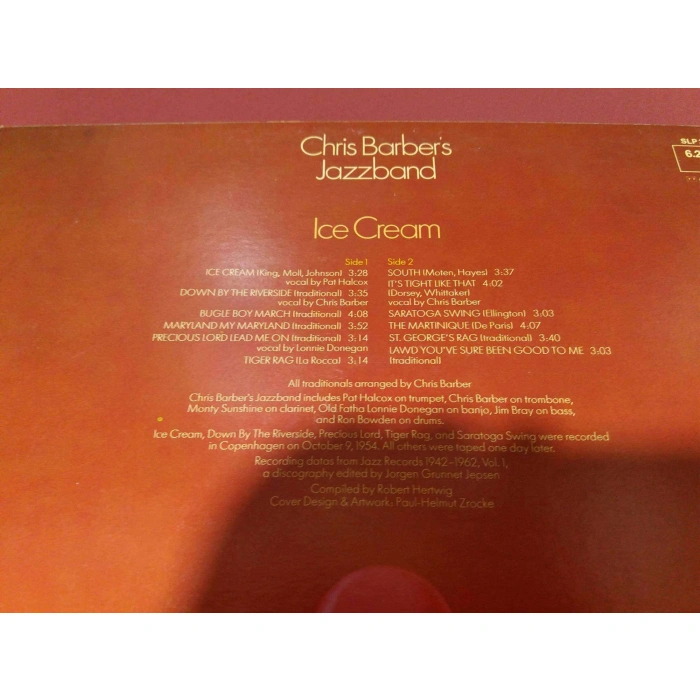 Chris Barber's
Jazzband
SLP
6.2
Ice Cream
Side 1
ICE CREAM (King, Moll, Johnson) 3:28
vocal by Pat Halcox
DOWN BY THE RIVERSIDE (traditional) 3:35
vocal by Chris Barber
BUGLE BOY MARCH (traditional) 4:08
MARYLAND MY MARYLAND (traditional) 3:52
PRECIOUS LORD LEAD ME ON (traditional) 3:14
vocal by Lonnie Donegan
TIGER RAG (La Rocca) 3:14
Side 2
SOUTH (Moten, Hayes) 3:37
IT'S TIGHT LIKE THAT 4:02
(Dorsey, Whittaker)
vocal by Chris Barber
SARATOGA SWING (Ellington) 3:03
THE MARTINIQUE (De Paris) 4:07
ST. GEORGE'S RAG (traditional) 3:40
LAWD YOU'VE SURE BEEN GOOD TO ME 3:03
(traditional)
All traditionals arranged by Chris Barber
Chris Barber's Jazzband includes Pat Halcox on trumpet, Chris Barber on trombone,
Monty Sunshine on clarinet, Old Fatha Lonnie Donegan on banjo, Jim Bray on bass,
and Ron Bowden on drums.
Ice Cream, Down By The Riverside, Precious Lord, Tiger Rag, and Saratoga Swing were recorded
in Copenhagen on October 9, 1954. All others were taped one day later.
Recording datas from Jazz Records 1942-1962, Vol. 1,
a discography edited by Jorgen Grunnet Jepsen
Compiled by Robert Hertwig
Cover Design & Artwork: Paul-Helmut Zrocke